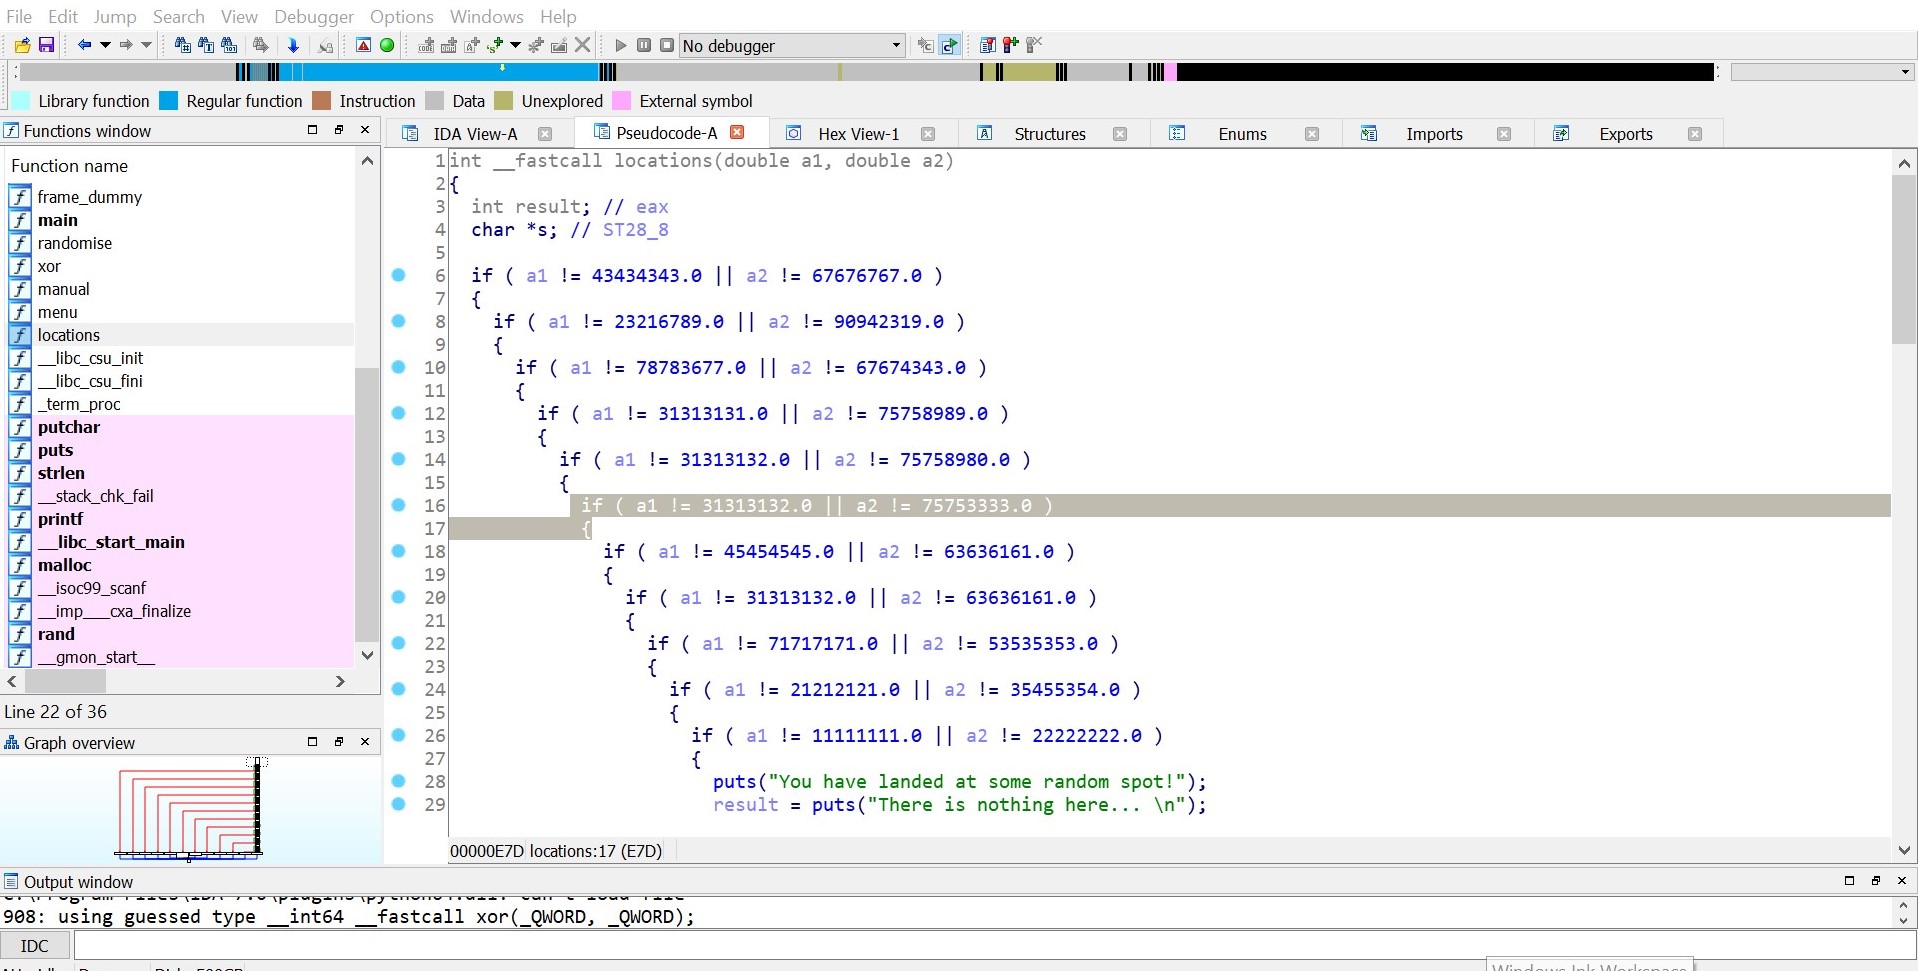 File Edit Jump Search View Debugger Options Windows Help
No debugger
Library function Regular function Instruction Data Unexplored External symbol
Functions window
Function name
frame_dummy
main
randomise
xor
manual
menu
locations
__libc_csu_init
__libc_csu_fini
_term_proc
putchar
puts
strlen
__stack_chk_fail
printf
__libc_start_main
malloc
__isoc99_scanf
__imp___cxa_finalize
rand
__gmon_start__
Line 22 of 36
Graph overview
IDA View-A Pseudocode-A Hex View-1 Structures Enums Imports Exports
1 int __fastcall locations(double a1, double a2)
2 {
3 int result; // eax
4 char *s; // ST28_8
5
6 if ( a1 != 43434343.0 || a2 != 67676767.0 )
7 {
8 if ( a1 != 23216789.0 || a2 != 90942319.0 )
9 {
10 if ( a1 != 78783677.0 || a2 != 67674343.0 )
11 {
12 if ( a1 != 31313131.0 || a2 != 75758989.0 )
13 {
14 if ( a1 != 31313132.0 || a2 != 75758980.0 )
15 {
16 if ( a1 != 31313132.0 || a2 != 75753333.0 )
17 {
18 if ( a1 != 45454545.0 || a2 != 63636161.0 )
19 {
20 if ( a1 != 31313132.0 || a2 != 63636161.0 )
21 {
22 if ( a1 != 71717171.0 || a2 != 53535353.0 )
23 {
24 if ( a1 != 21212121.0 || a2 != 35455354.0 )
25 {
26 if ( a1 != 11111111.0 || a2 != 22222222.0 )
27 {
28 puts("You have landed at some random spot!");
29 result = puts("There is nothing here... \n");
00000E7D locations:17 (E7D)
Output window
908: using guessed type __int64 __fastcall xor(_QWORD, _QWORD);
IDC